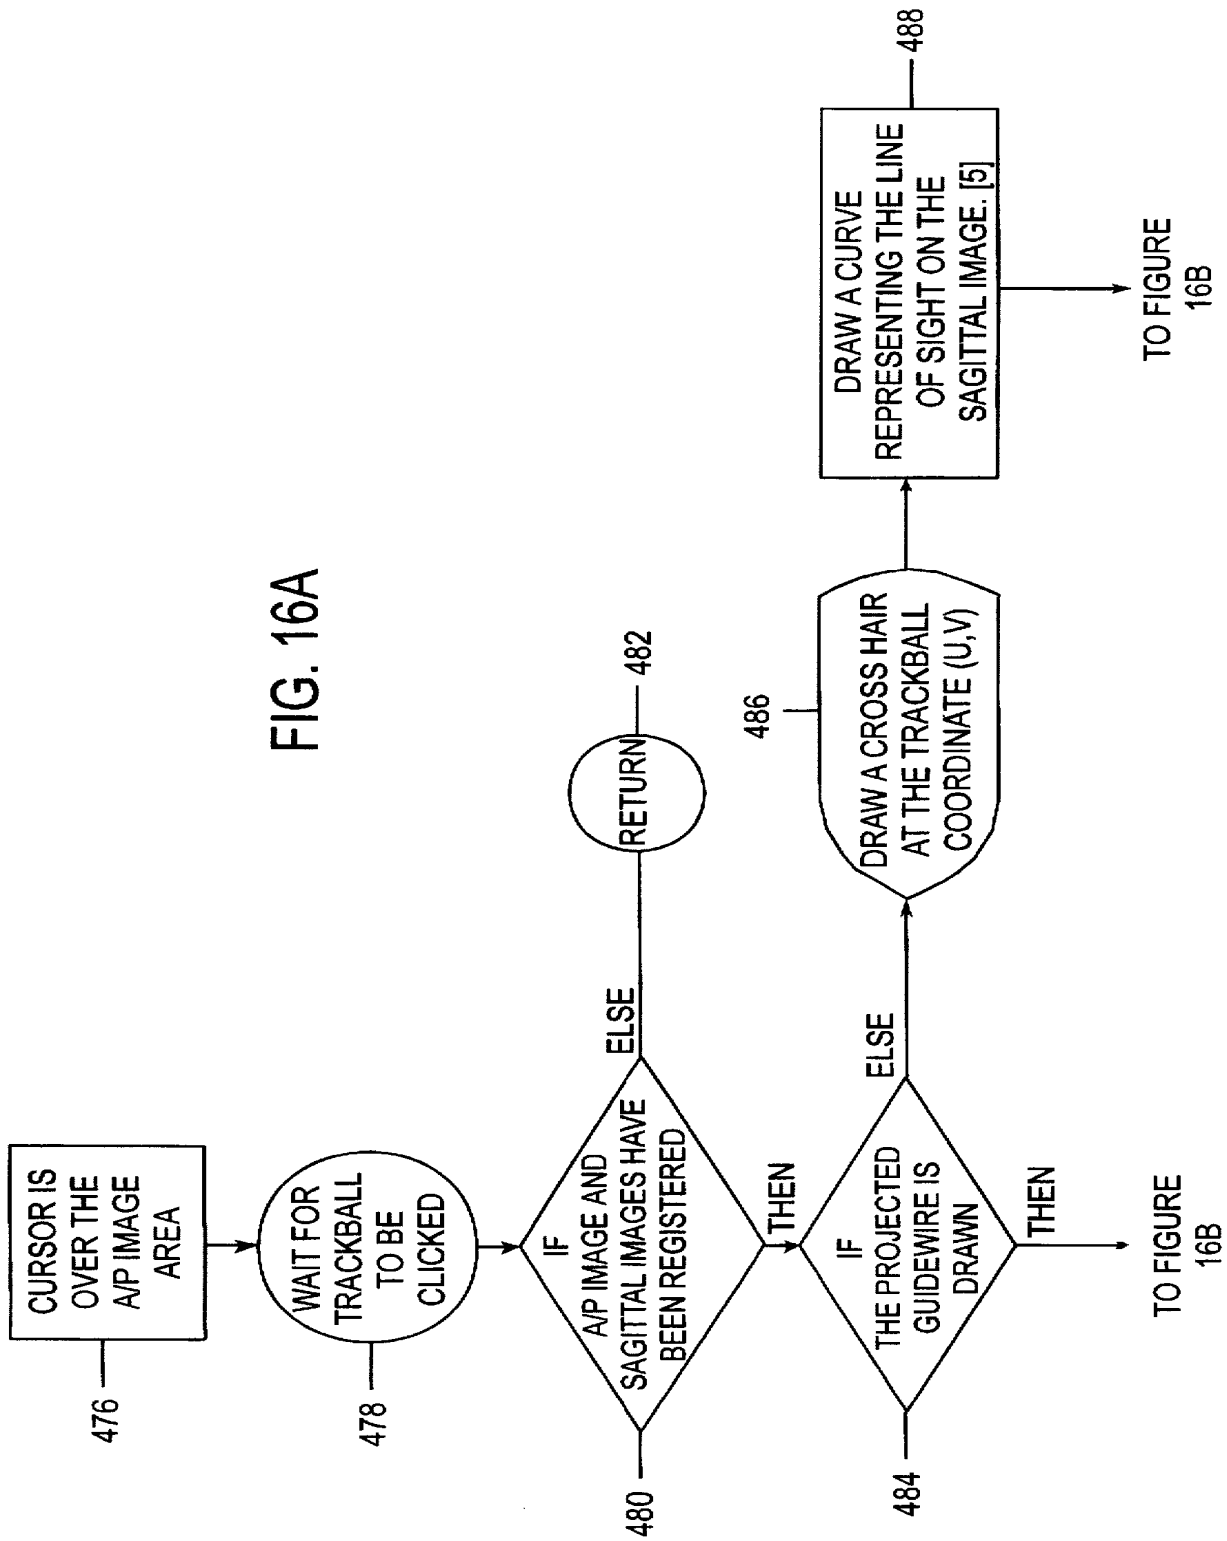 FIG. 16A
CURSOR IS
OVER THE
A/P IMAGE
AREA
476
WAIT FOR
TRACKBALL
TO BE
CLICKED
478
IF
A/P IMAGE AND
SAGITTAL IMAGES HAVE
BEEN REGISTERED
480
ELSE
RETURN
482
THEN
IF
THE PROJECTED
GUIDEWIRE IS
DRAWN
484
THEN
TO FIGURE
16B
ELSE
DRAW A CROSS HAIR
AT THE TRACKBALL
COORDINATE (U,V)
486
DRAW A CURVE
REPRESENTING THE LINE
OF SIGHT ON THE
SAGITTAL IMAGE. [5]
488
TO FIGURE
16B